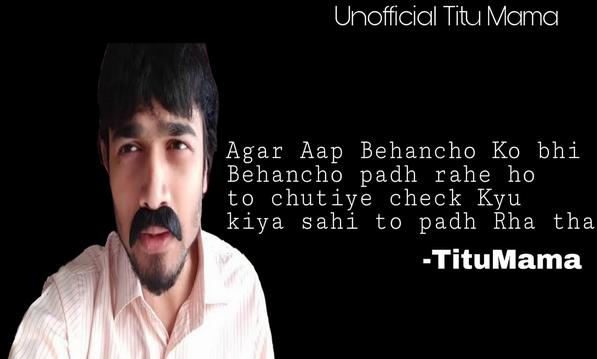 Unofficial Titu Mama
Agar Aap Behancho Ko bhi
Behancho padh rahe ho
to chutiye check Kyu
kiya sahi to padh Rha tha
-TituMama